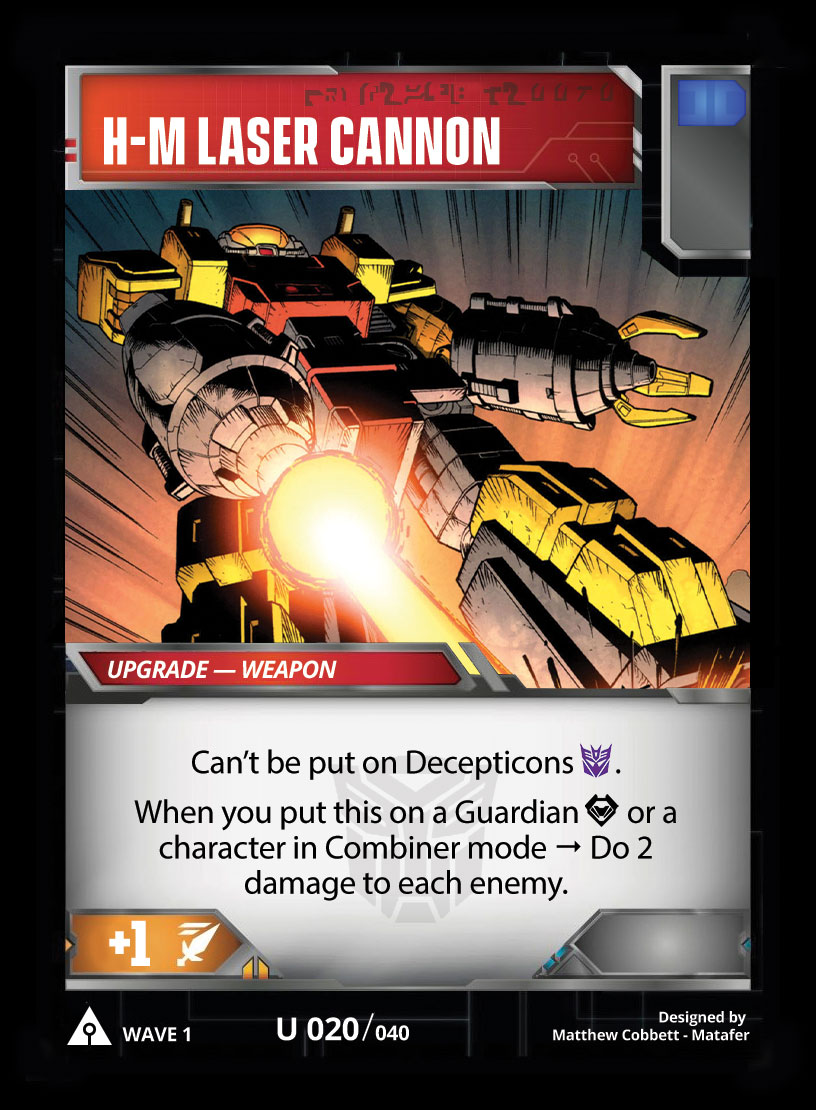 H-M LASER CANNON
UPGRADE — WEAPON
Can't be put on Decepticons.
When you put this on a Guardian or a
character in Combiner mode → Do 2
damage to each enemy.
+1
WAVE 1
U 020/040
Designed by
Matthew Cobbett - Matafer